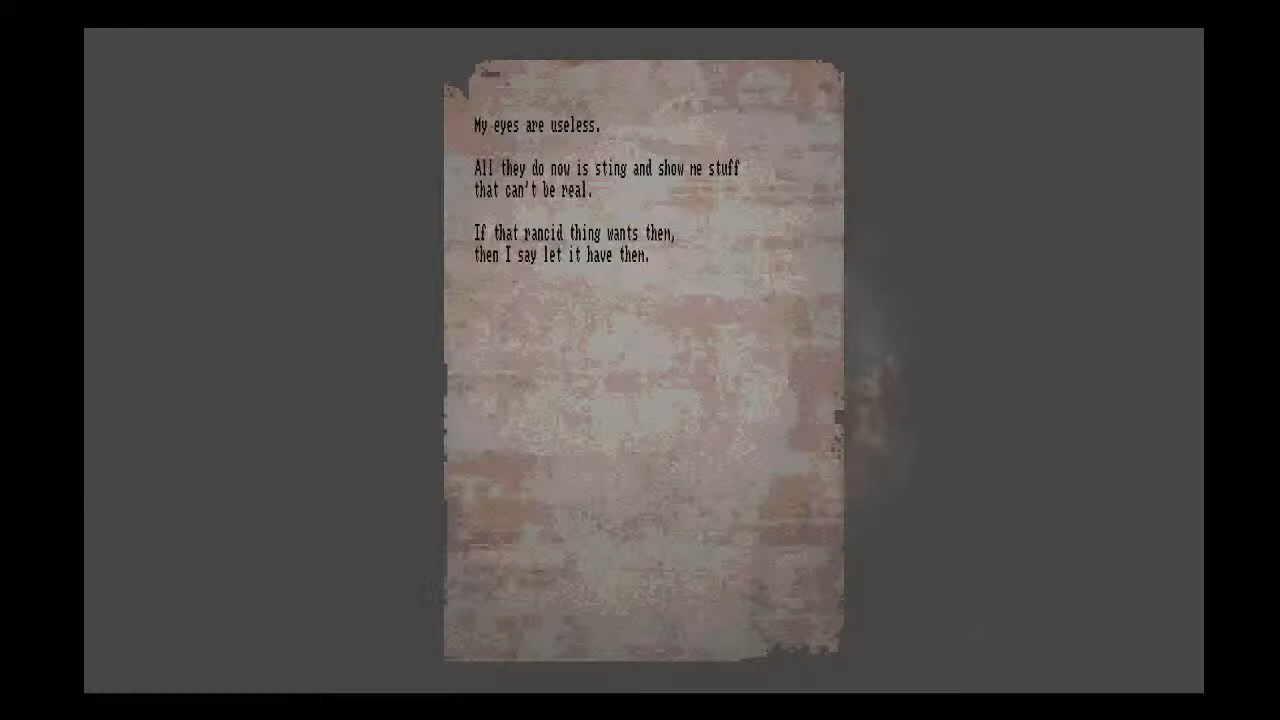 My eyes are useless.
All they do now is sting and show me stuff
that can't be real.
If that rancid thing wants them,
then I say let it have them.